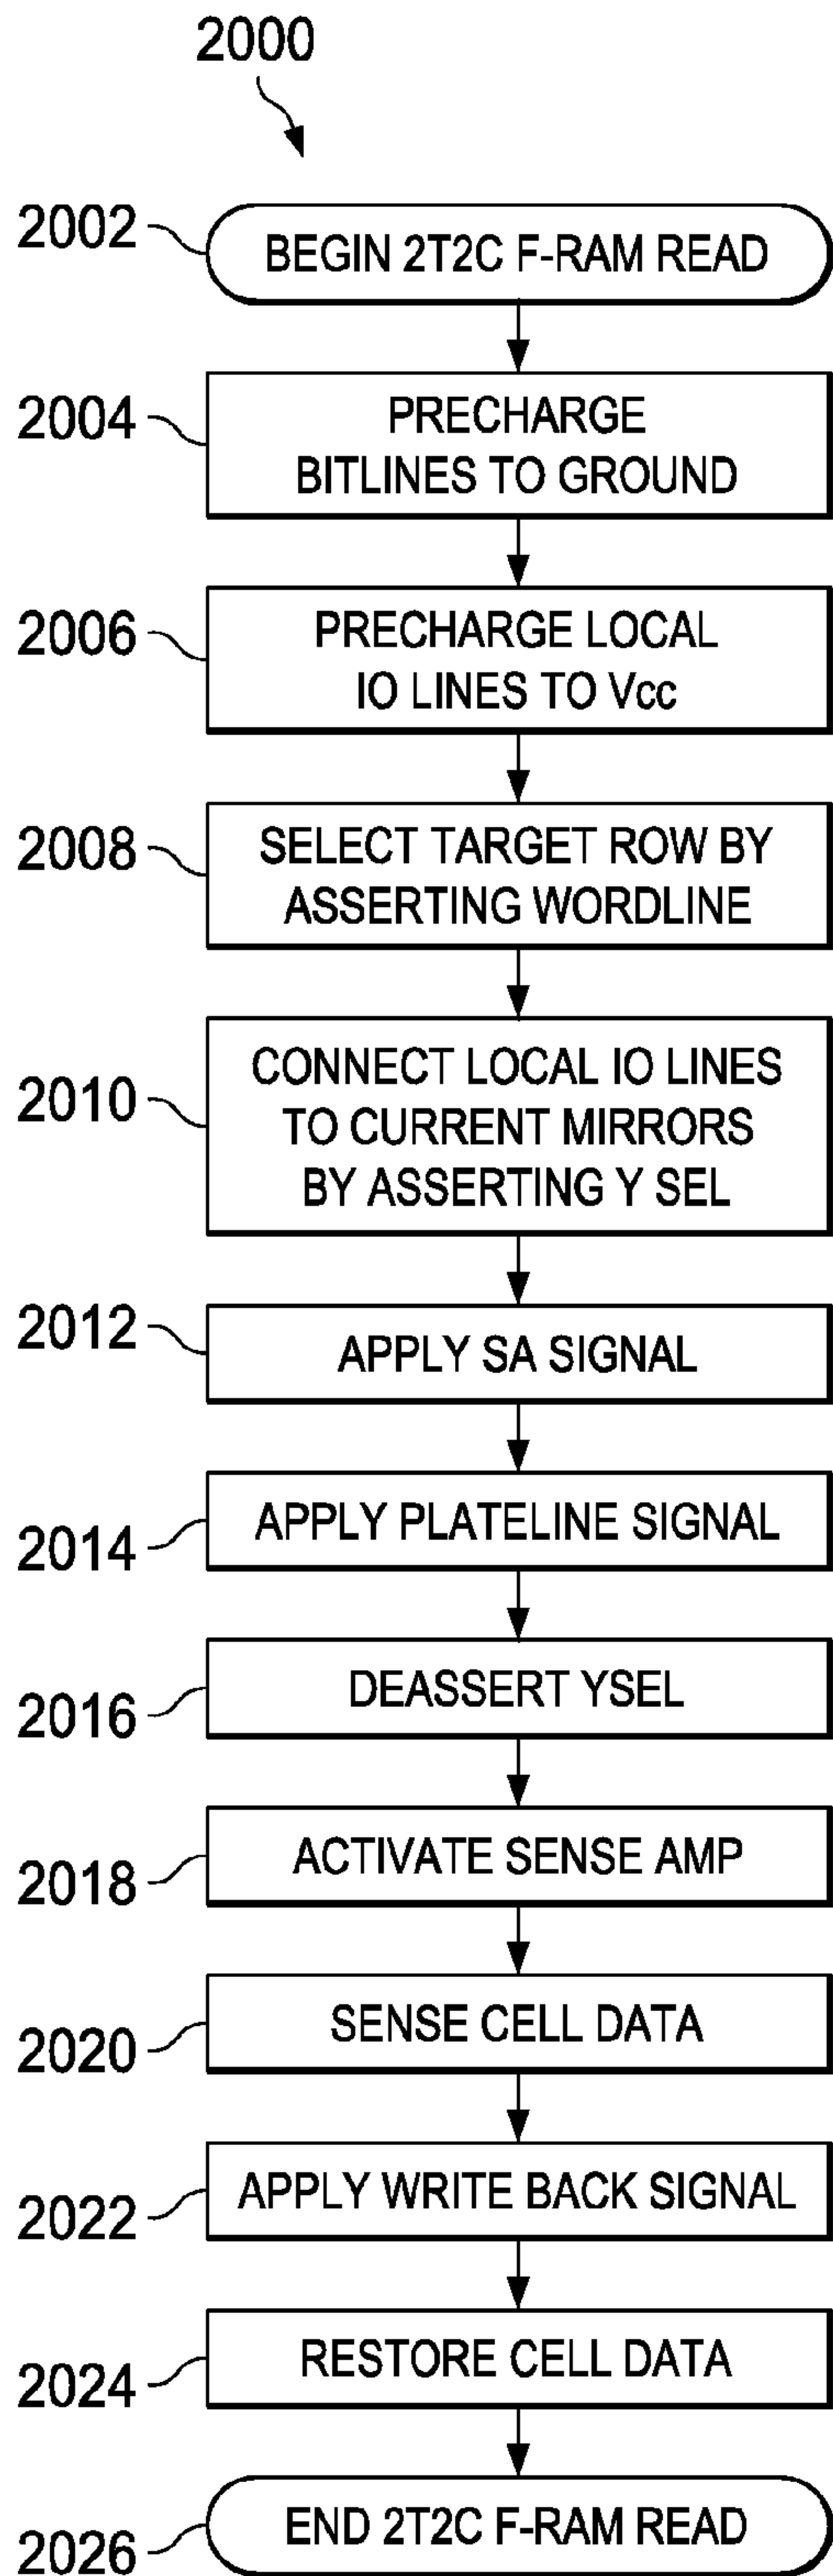 2000
2002
BEGIN 2T2C F-RAM READ
2004
PRECHARGE
BITLINES TO GROUND
2006
PRECHARGE LOCAL
IO LINES TO Vcc
2008
SELECT TARGET ROW BY
ASSERTING WORDLINE
2010
CONNECT LOCAL IO LINES
TO CURRENT MIRRORS
BY ASSERTING Y SEL
2012
APPLY SA SIGNAL
2014
APPLY PLATELINE SIGNAL
2016
DEASSERT YSEL
2018
ACTIVATE SENSE AMP
2020
SENSE CELL DATA
2022
APPLY WRITE BACK SIGNAL
2024
RESTORE CELL DATA
2026
END 2T2C F-RAM READ